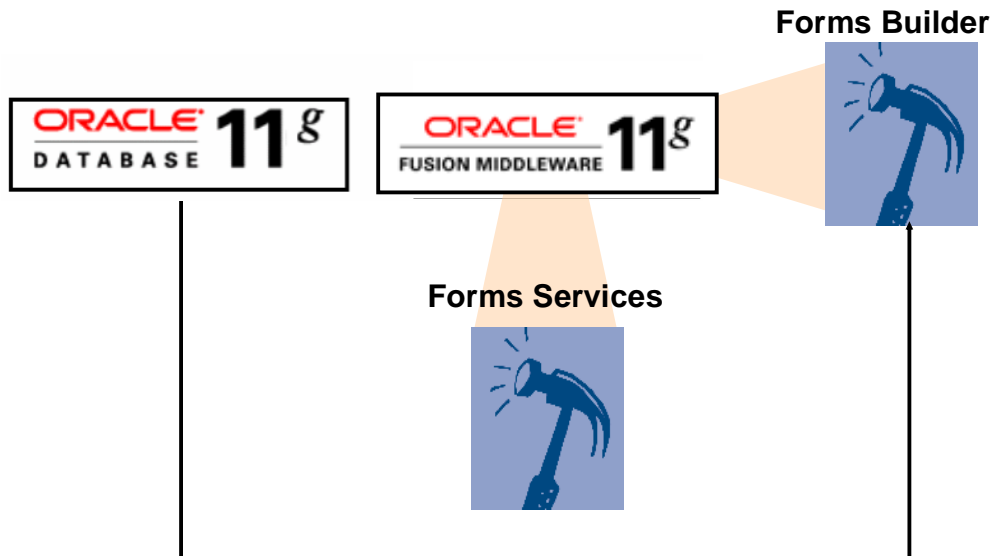 Forms Builder
ORACLE DATABASE 11g
ORACLE FUSION MIDDLEWARE 11g
Forms Services